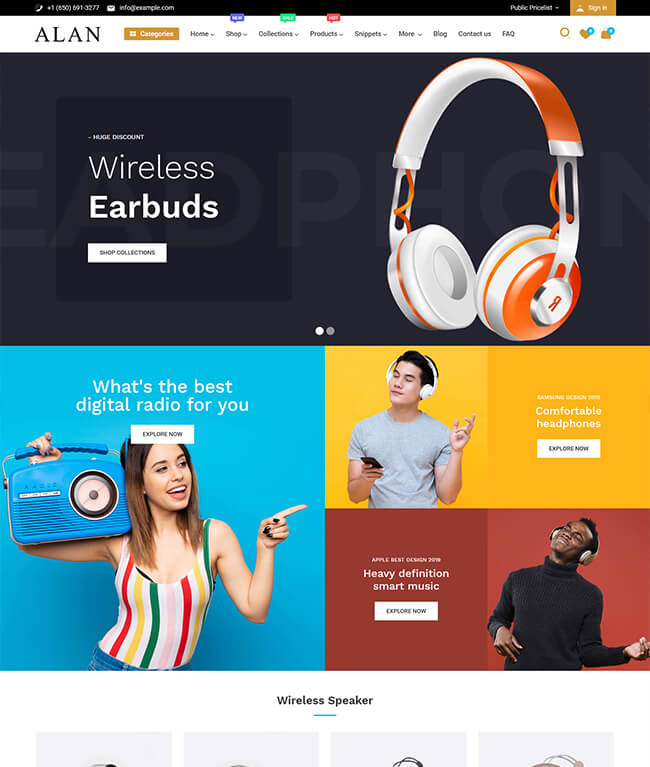 +1 (650) 691-3277 info@example.com Public Pricelist Sign in
NEW SALE HOT
ALAN Categories Home Shop Collections Products Snippets More Blog Contact us FAQ 0 0
EADPHON
– HUGE DISCOUNT
Wireless
Earbuds
SHOP COLLECTIONS
What's the best
digital radio for you
EXPLORE NOW
SAMSUNG DESIGN 2019
Comfortable
headphones
EXPLORE NOW
APPLE BEST DESIGN 2019
Heavy definition
smart music
EXPLORE NOW
Wireless Speaker